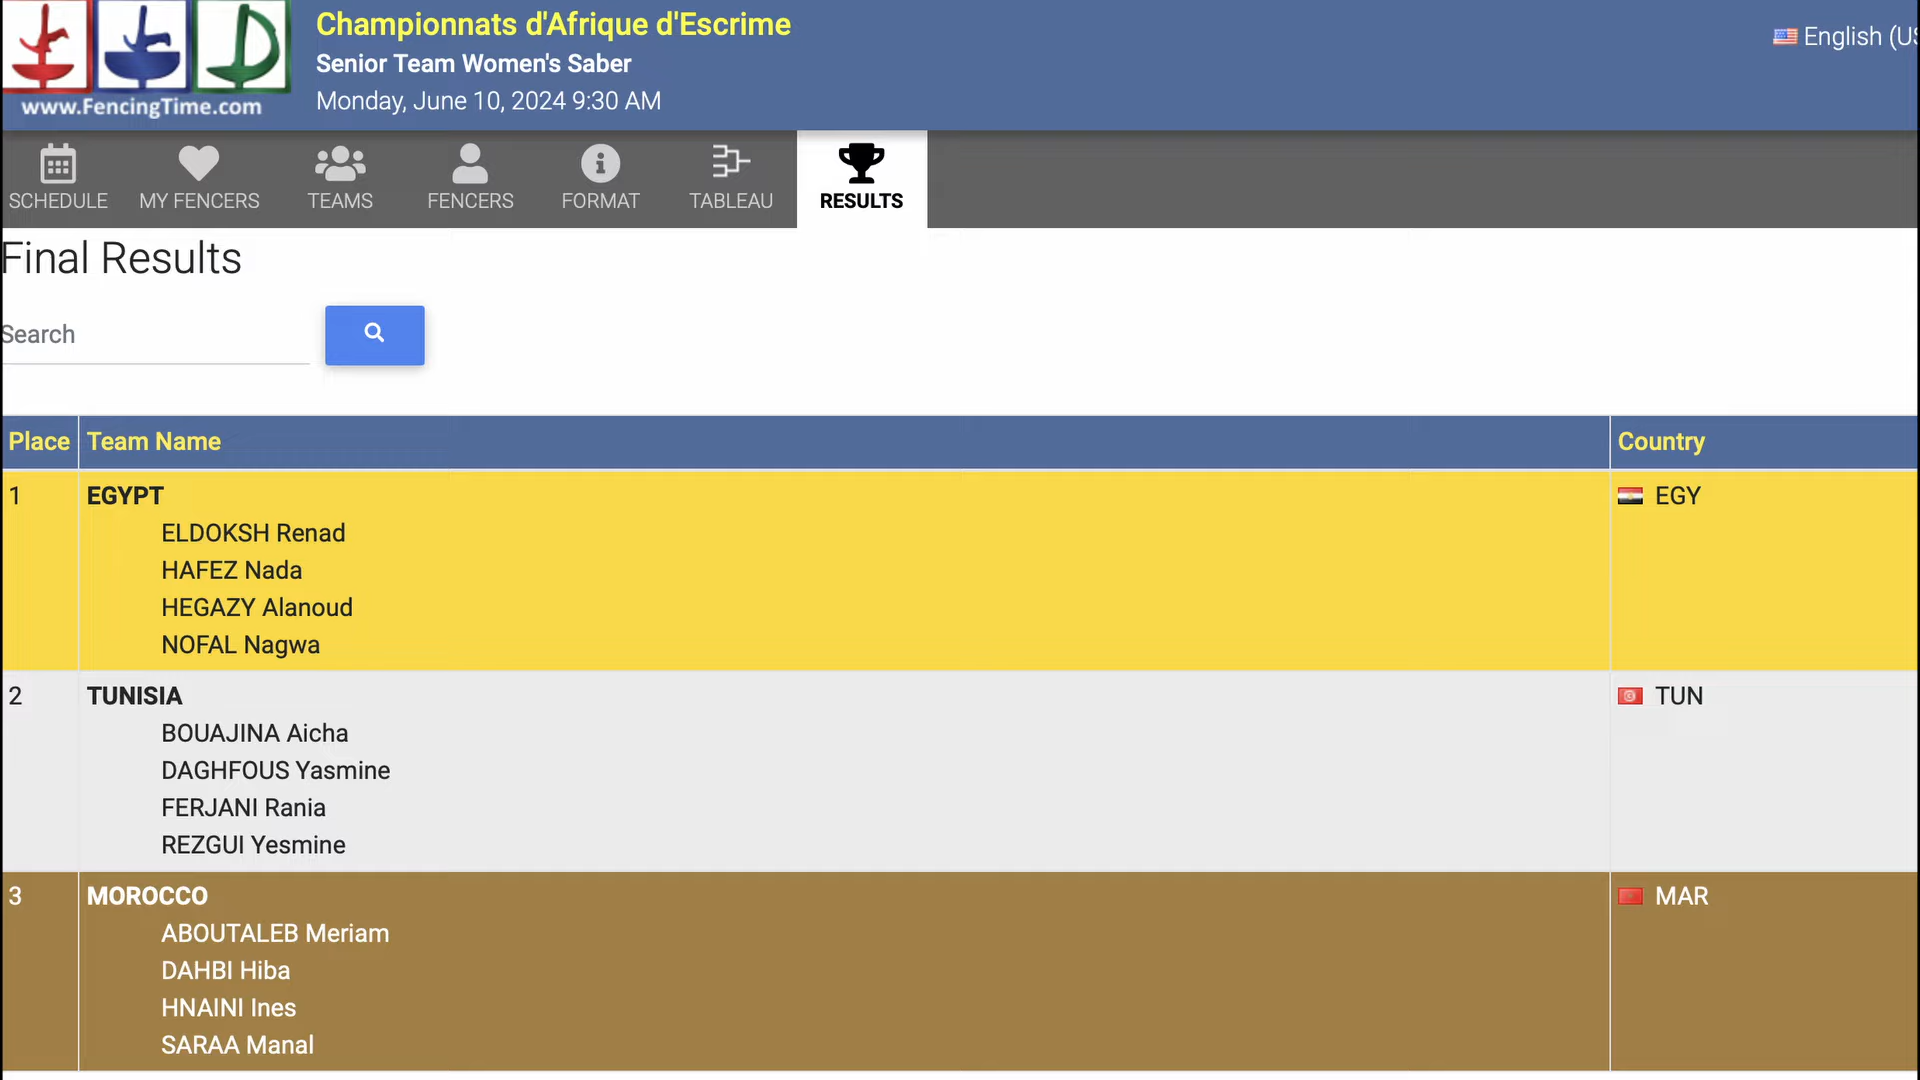 www.FencingTime.com
Championnats d'Afrique d'Escrime
Senior Team Women's Saber
Monday, June 10, 2024 9:30 AM
English (US
SCHEDULE MY FENCERS TEAMS FENCERS FORMAT TABLEAU RESULTS
Final Results
Search
Place Team Name Country
1 EGYPT EGY
ELDOKSH Renad
HAFEZ Nada
HEGAZY Alanoud
NOFAL Nagwa
2 TUNISIA TUN
BOUAJINA Aicha
DAGHFOUS Yasmine
FERJANI Rania
REZGUI Yesmine
3 MOROCCO MAR
ABOUTALEB Meriam
DAHBI Hiba
HNAINI Ines
SARAA Manal